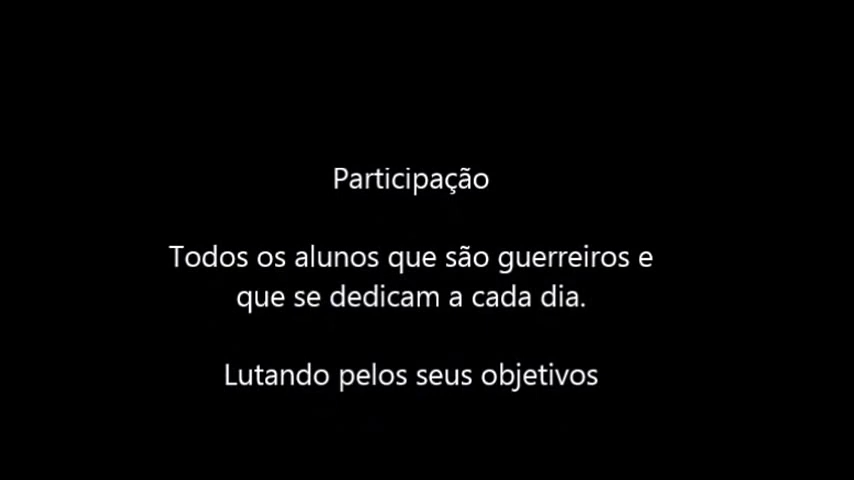 Participação
Todos os alunos que são guerreiros e
que se dedicam a cada dia.
Lutando pelos seus objetivos